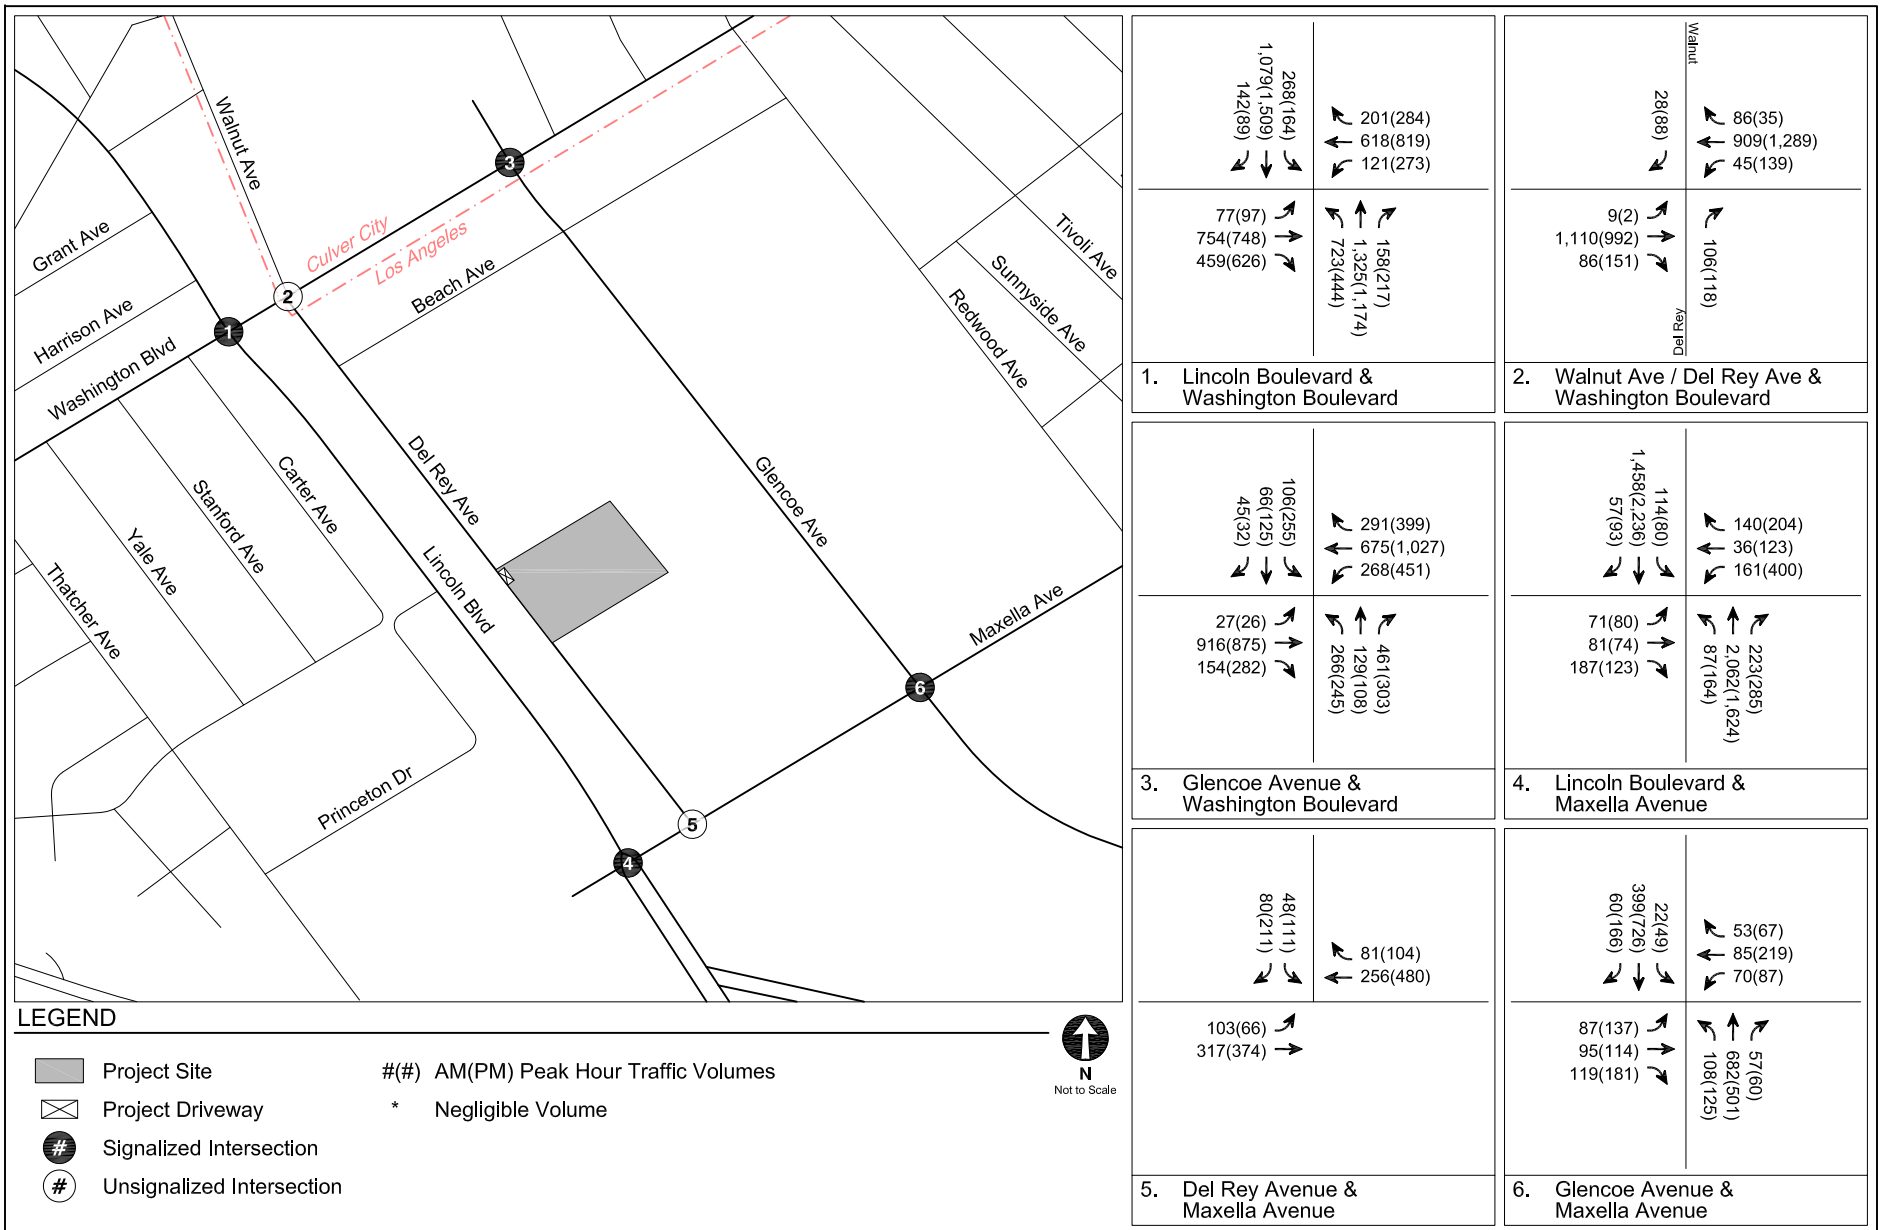 Walnut Ave
Grant Ave
Harrison Ave
Washington Blvd
Culver City
Los Angeles
Beach Ave
Tivoli Ave
Sunnyside Ave
Redwood Ave
Carter Ave
Stanford Ave
Yale Ave
Thatcher Ave
Del Rey Ave
Lincoln Blvd
Glencoe Ave
Maxella Ave
Princeton Dr
1
2
3
4
5
6
142(89)
1,079(1,509)
268(164)
201(284)
618(819)
121(273)
77(97)
754(748)
459(626)
723(444)
1,325(1,174)
158(217)
1. Lincoln Boulevard &
Washington Boulevard
Walnut
28(88)
86(35)
909(1,289)
45(139)
9(2)
1,110(992)
86(151)
106(118)
Del Rey
2. Walnut Ave / Del Rey Ave &
Washington Boulevard
45(32)
66(125)
106(255)
291(399)
675(1,027)
268(451)
27(26)
916(875)
154(282)
266(245)
129(108)
461(303)
3. Glencoe Avenue &
Washington Boulevard
57(93)
1,458(2,236)
114(80)
140(204)
36(123)
161(400)
71(80)
81(74)
187(123)
87(164)
2,062(1,624)
223(285)
4. Lincoln Boulevard &
Maxella Avenue
80(211)
48(111)
81(104)
256(480)
103(66)
317(374)
5. Del Rey Avenue &
Maxella Avenue
60(166)
399(726)
22(49)
53(67)
85(219)
70(87)
87(137)
95(114)
119(181)
108(125)
682(501)
57(60)
6. Glencoe Avenue &
Maxella Avenue
LEGEND
Project Site
Project Driveway
# Signalized Intersection
# Unsignalized Intersection
#(#) AM(PM) Peak Hour Traffic Volumes
* Negligible Volume
N
Not to Scale